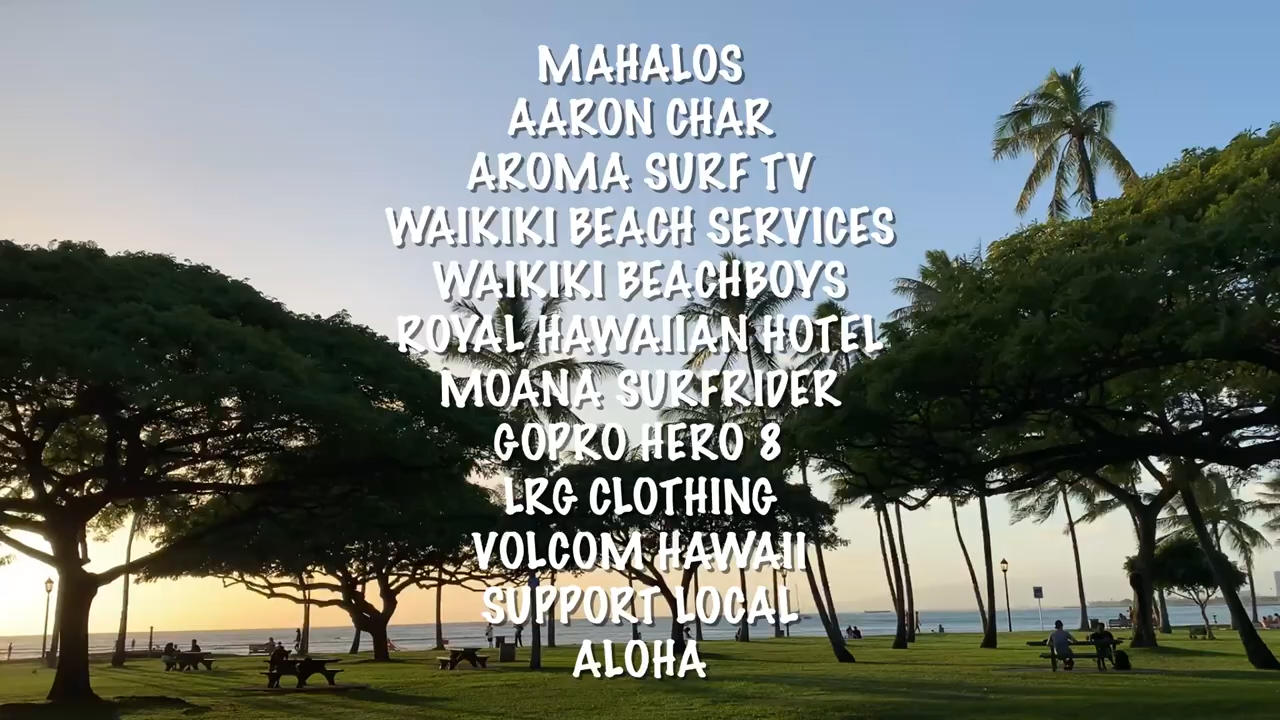 MAHALOS
AARON CHAR
AROMA SURF TV
WAIKIKI BEACH SERVICES
WAIKIKI BEACHBOYS
ROYAL HAWAIIAN HOTEL
MOANA SURFRIDER
GOPRO HERO 8
LRG CLOTHING
VOLCOM HAWAII
SUPPORT LOCAL
ALOHA